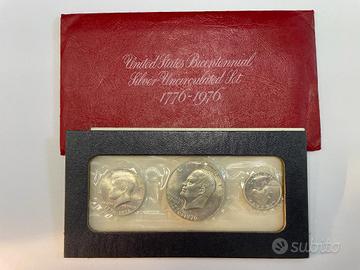 United States Bicentennial
Silver Uncirculated Set
1776-1976
subito